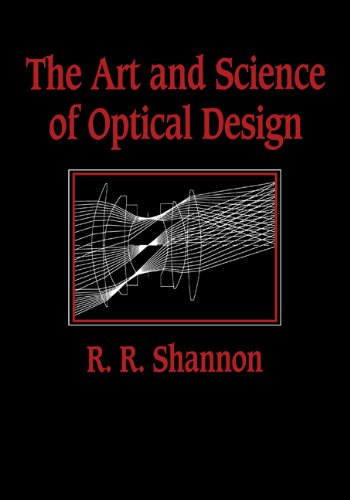 The Art and Science
of Optical Design
R. R. Shannon